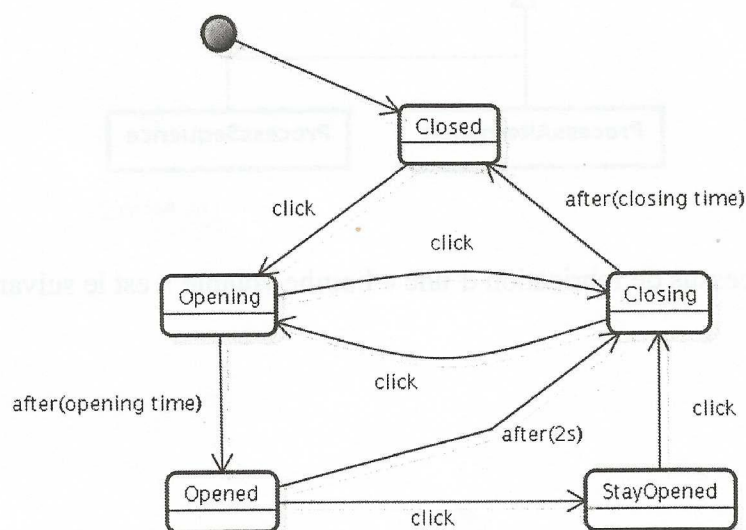 Closed
click
after(closing time)
click
Opening
Closing
click
after(opening time)
click
after(2s)
Opened
StayOpened
click